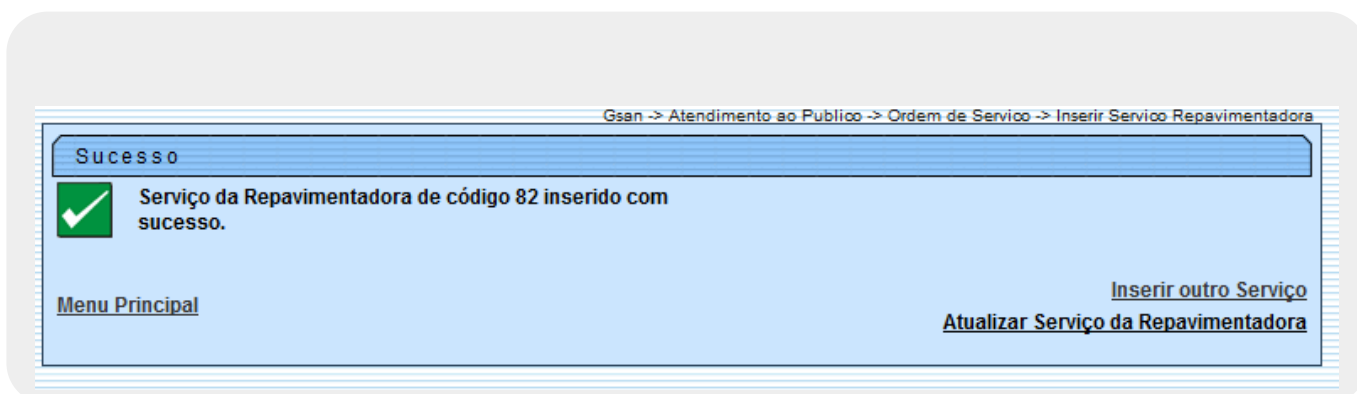 Gsan -> Atendimento ao Publico -> Ordem de Servico -> Inserir Servico Repavimentadora
Sucesso
Serviço da Repavimentadora de código 82 inserido com
sucesso.
Inserir outro Serviço
Menu Principal
Atualizar Serviço da Repavimentadora